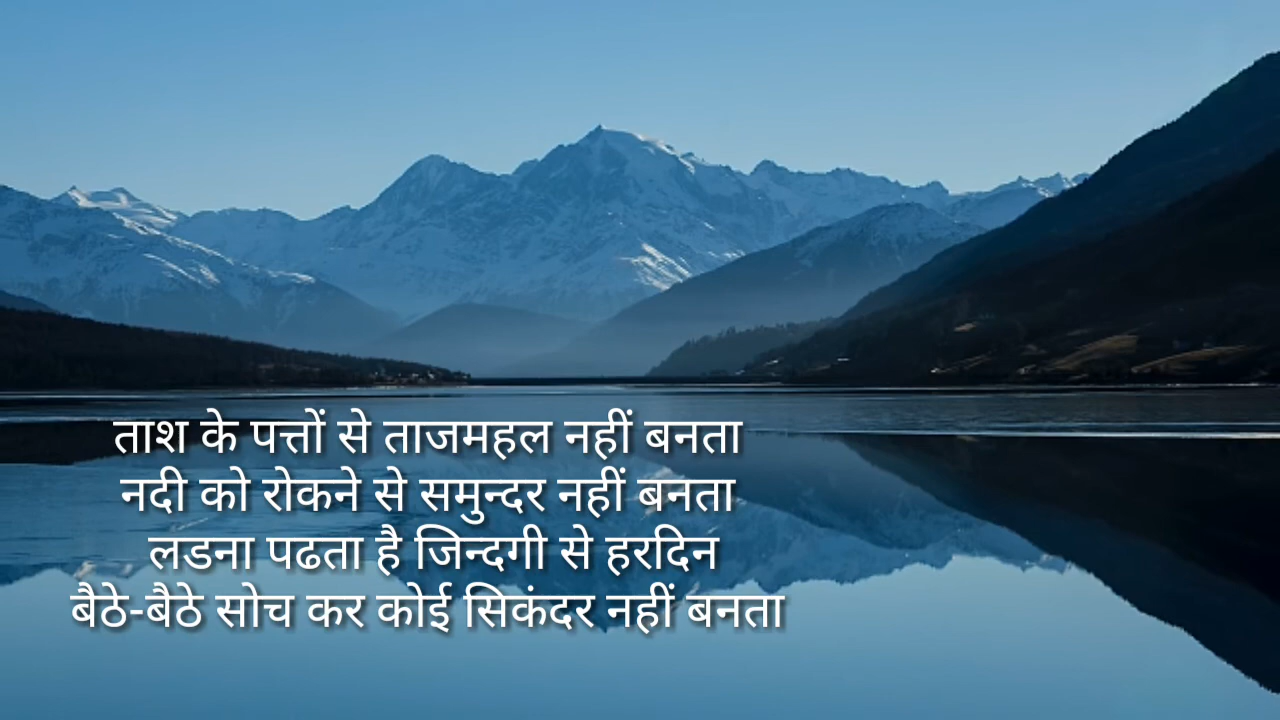 ताश के पत्तों से ताजमहल नहीं बनता
नदी को रोकने से समुन्दर नहीं बनता
लडना पढता है जिन्दगी से हरदिन
बैठे-बैठे सोच कर कोई सिकंदर नहीं बनता